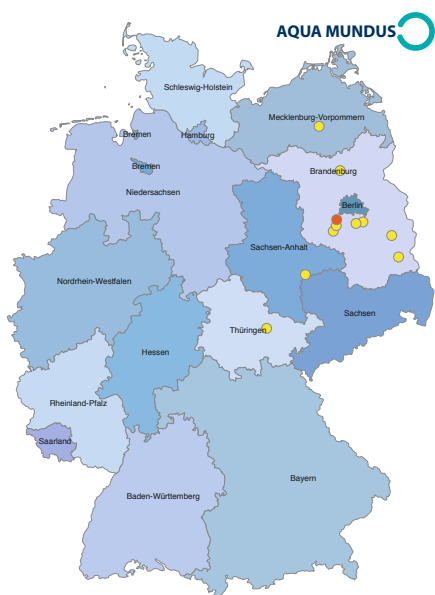 AQUA MUNDUS
Schleswig-Holstein
Mecklenburg-Vorpommern
Bremen
Hamburg
Bremen
Brandenburg
Niedersachsen
Berlin
Sachsen-Anhalt
Nordrhein-Westfalen
Sachsen
Thüringen
Hessen
Rheinland-Pfalz
Saarland
Bayern
Baden-Württemberg